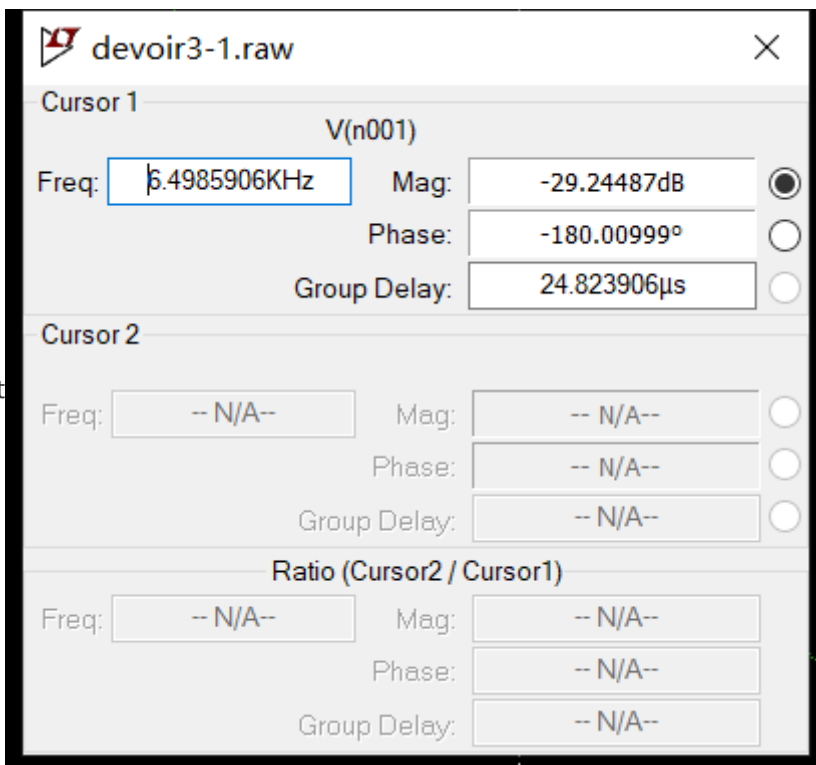 devoir3-1.raw
Cursor 1
V(n001)
Freq: 6.4985906KHz Mag: -29.24487dB
Phase: -180.00999º
Group Delay: 24.823906µs
Cursor 2
t
Freq: -- N/A-- Mag: -- N/A--
Phase: -- N/A--
Group Delay: -- N/A--
Ratio (Cursor2 / Cursor1)
Freq: -- N/A-- Mag: -- N/A--
Phase: -- N/A--
Group Delay: -- N/A--